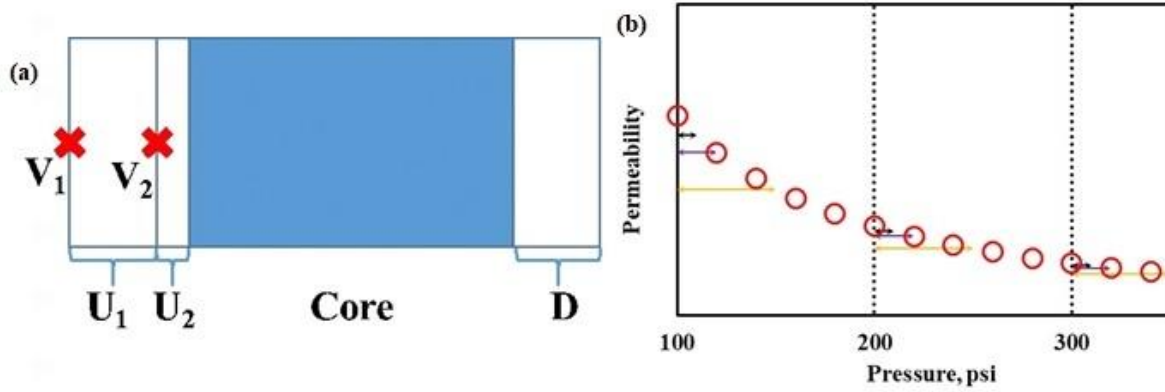 (a)
V1
V2
U1
U2
Core
D
(b)
Permeability
100
200
300
Pressure, psi